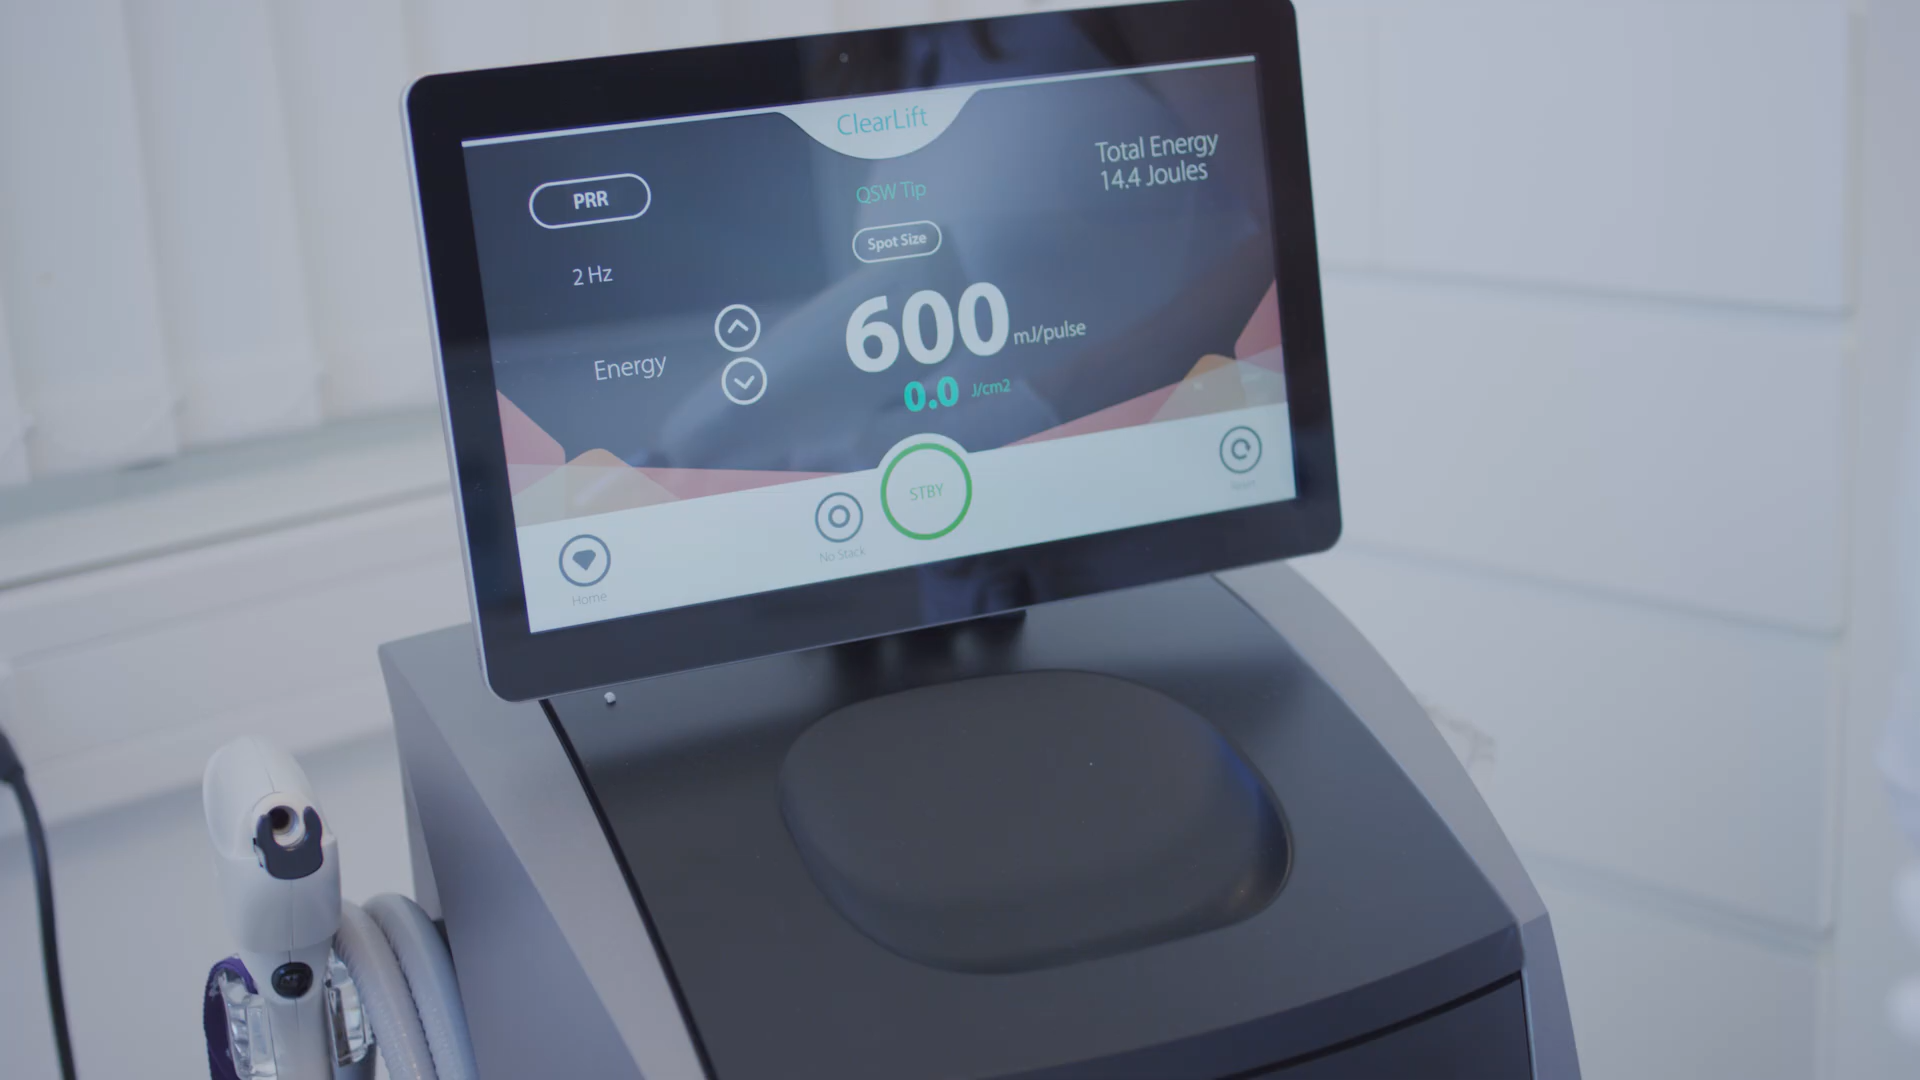 ClearLift
PRR
QSW Tip
Total Energy
14.4 Joules
Spot Size
2 Hz
Energy
600 mJ/pulse
0.0 J/cm2
STBY
No Stack
Home